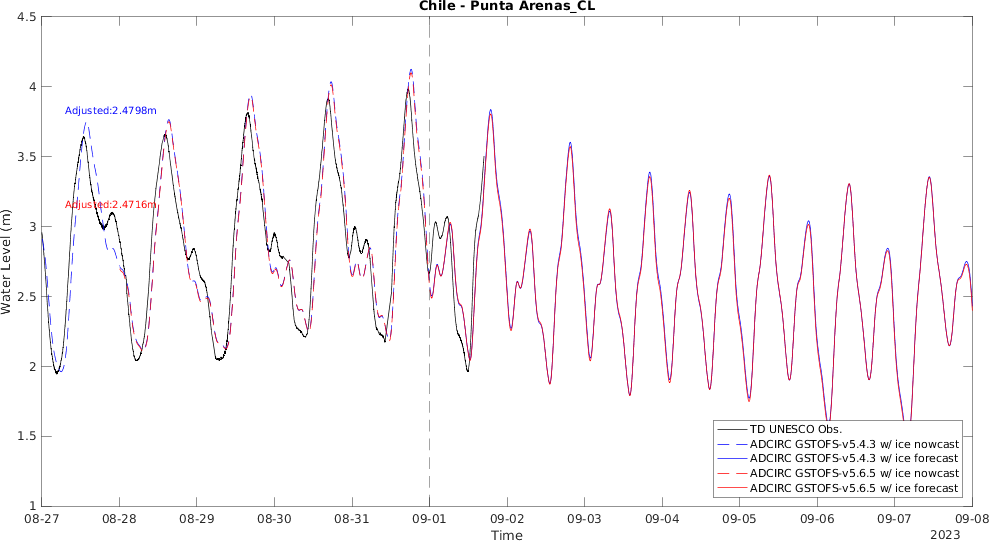 Chile - Punta Arenas_CL
4.5
4
3.5
3
2.5
2
1.5
1
Water Level (m)
Adjusted:2.4798m
Adjusted:2.4716m
TD UNESCO Obs.
ADCIRC GSTOFS-v5.4.3 w/ ice nowcast
ADCIRC GSTOFS-v5.4.3 w/ ice forecast
ADCIRC GSTOFS-v5.6.5 w/ ice nowcast
ADCIRC GSTOFS-v5.6.5 w/ ice forecast
08-27 08-28 08-29 08-30 08-31 09-01 09-02 09-03 09-04 09-05 09-06 09-07 09-08
Time
2023